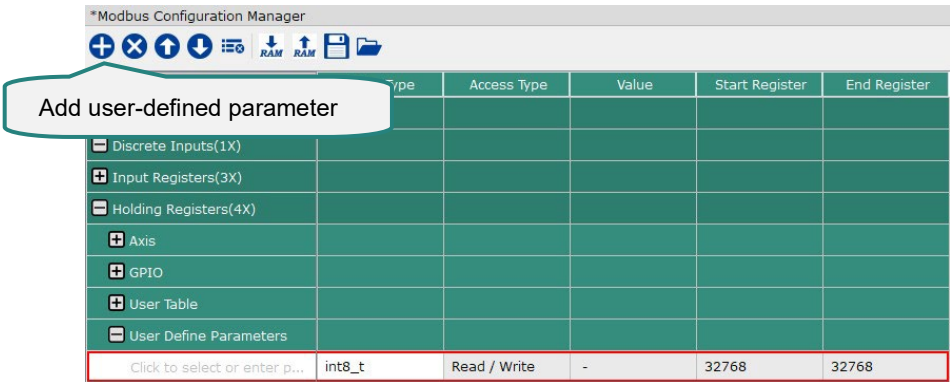 *Modbus Configuration Manager
RAM RAM
Add user-defined parameter
Access Type Value Start Register End Register
Discrete Inputs(1X)
Input Registers(3X)
Holding Registers(4X)
Axis
GPIO
User Table
User Define Parameters
Click to select or enter p... int8_t Read / Write - 32768 32768